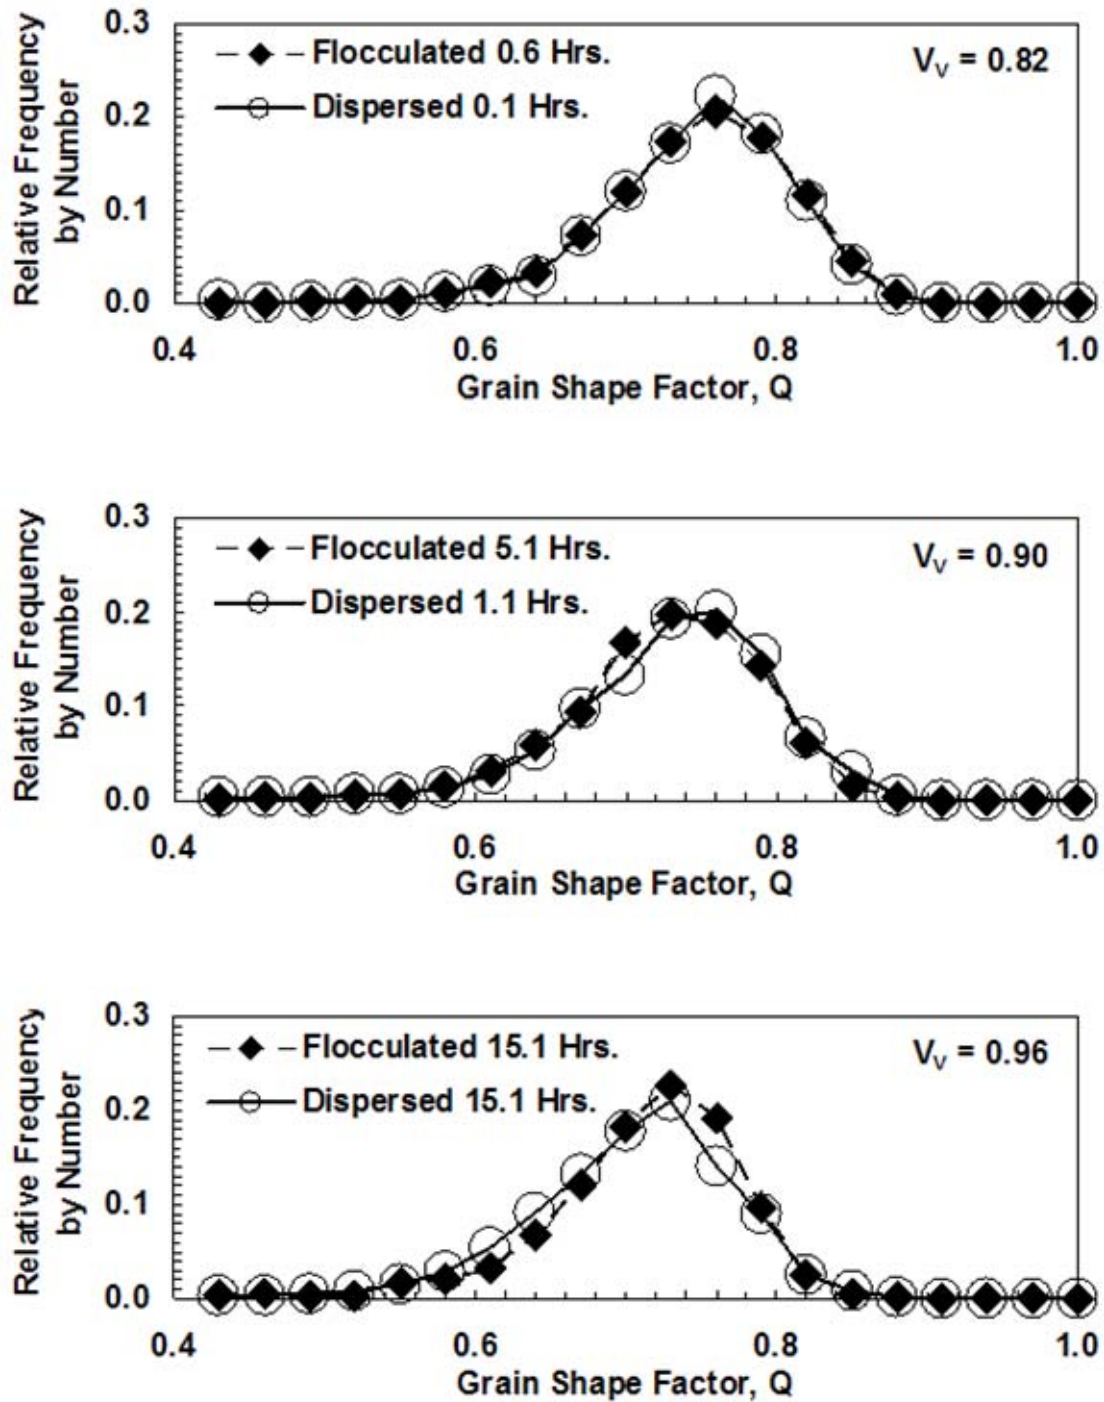 0.3
Flocculated 0.6 Hrs.
Dispersed 0.1 Hrs.
V_V = 0.82
Relative Frequency
by Number
0.2
0.1
0.0
0.4
0.6
0.8
1.0
Grain Shape Factor, Q
0.3
Flocculated 5.1 Hrs.
Dispersed 1.1 Hrs.
V_V = 0.90
Relative Frequency
by Number
0.2
0.1
0.0
0.4
0.6
0.8
1.0
Grain Shape Factor, Q
0.3
Flocculated 15.1 Hrs.
Dispersed 15.1 Hrs.
V_V = 0.96
Relative Frequency
by Number
0.2
0.1
0.0
0.4
0.6
0.8
1.0
Grain Shape Factor, Q